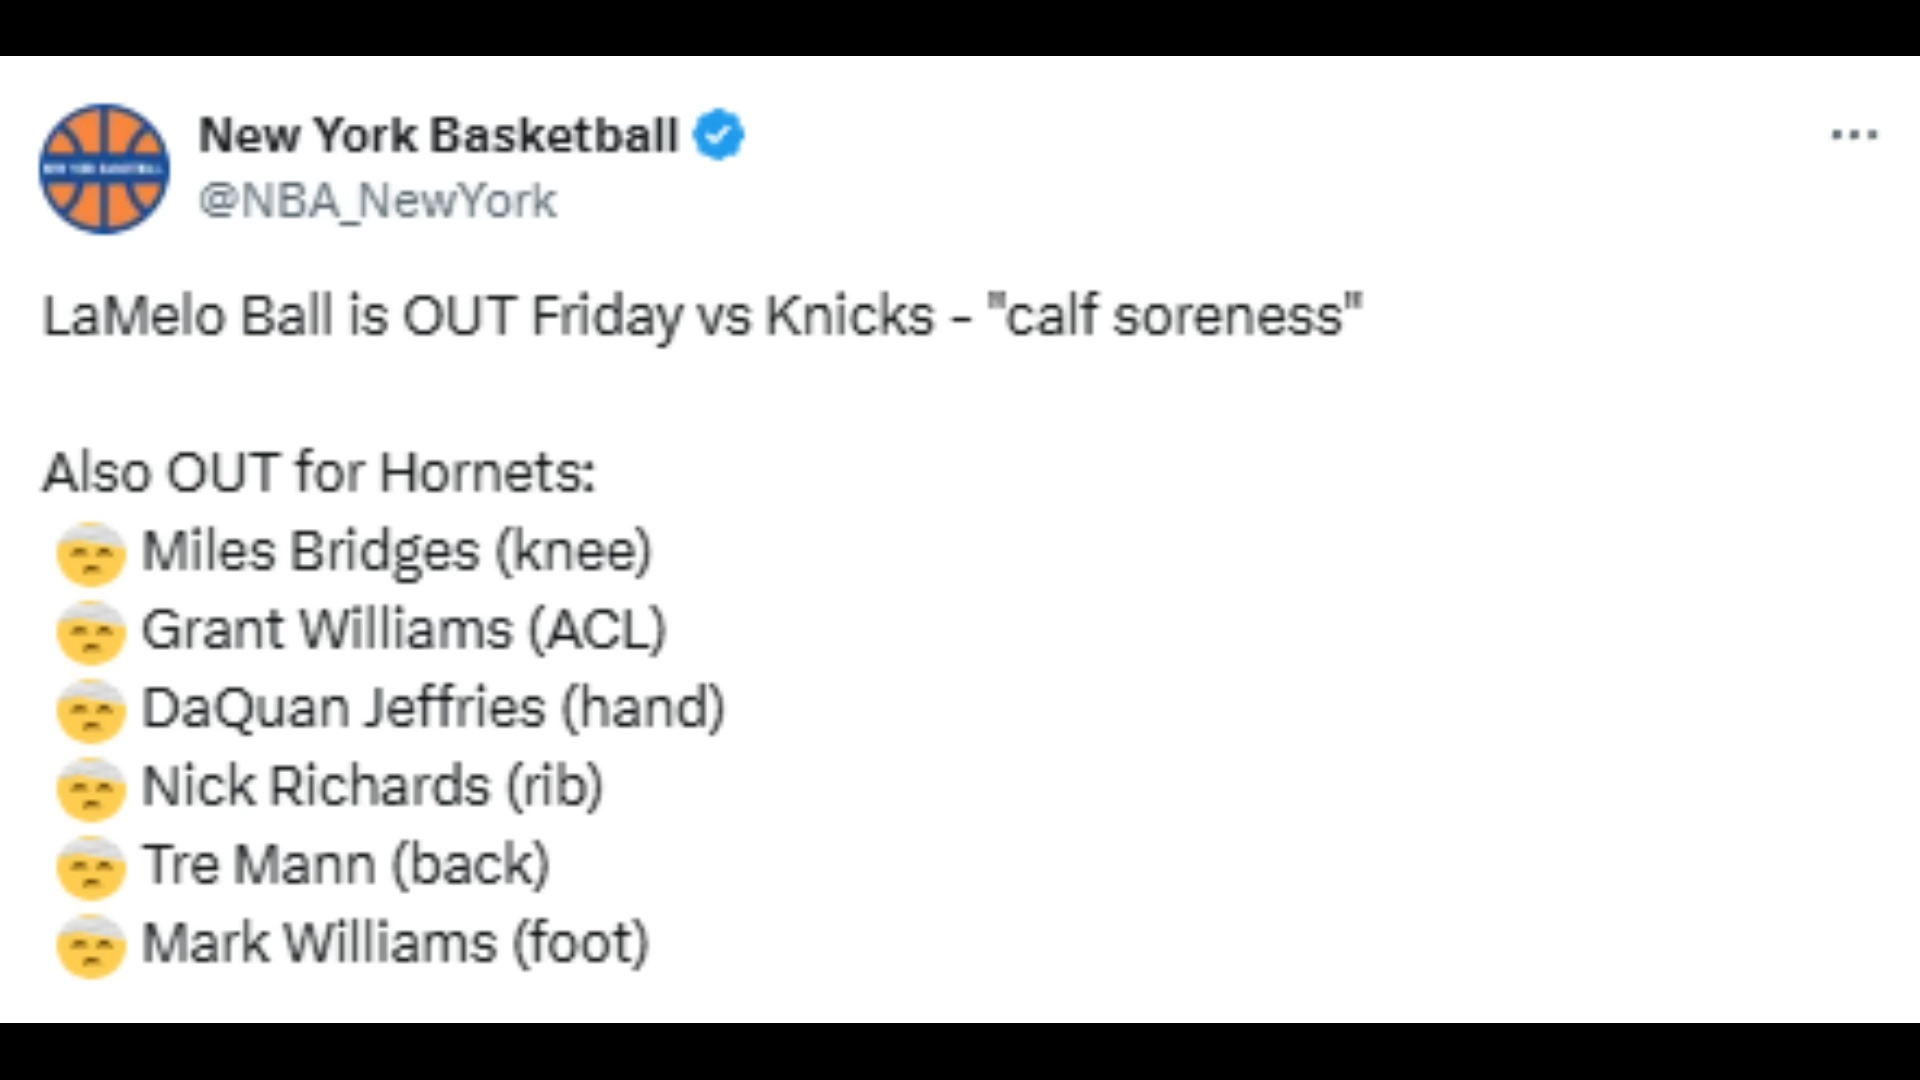 New York Basketball
@NBA_NewYork
LaMelo Ball is OUT Friday vs Knicks - "calf soreness"
Also OUT for Hornets:
🤕 Miles Bridges (knee)
🤕 Grant Williams (ACL)
🤕 DaQuan Jeffries (hand)
🤕 Nick Richards (rib)
🤕 Tre Mann (back)
🤕 Mark Williams (foot)